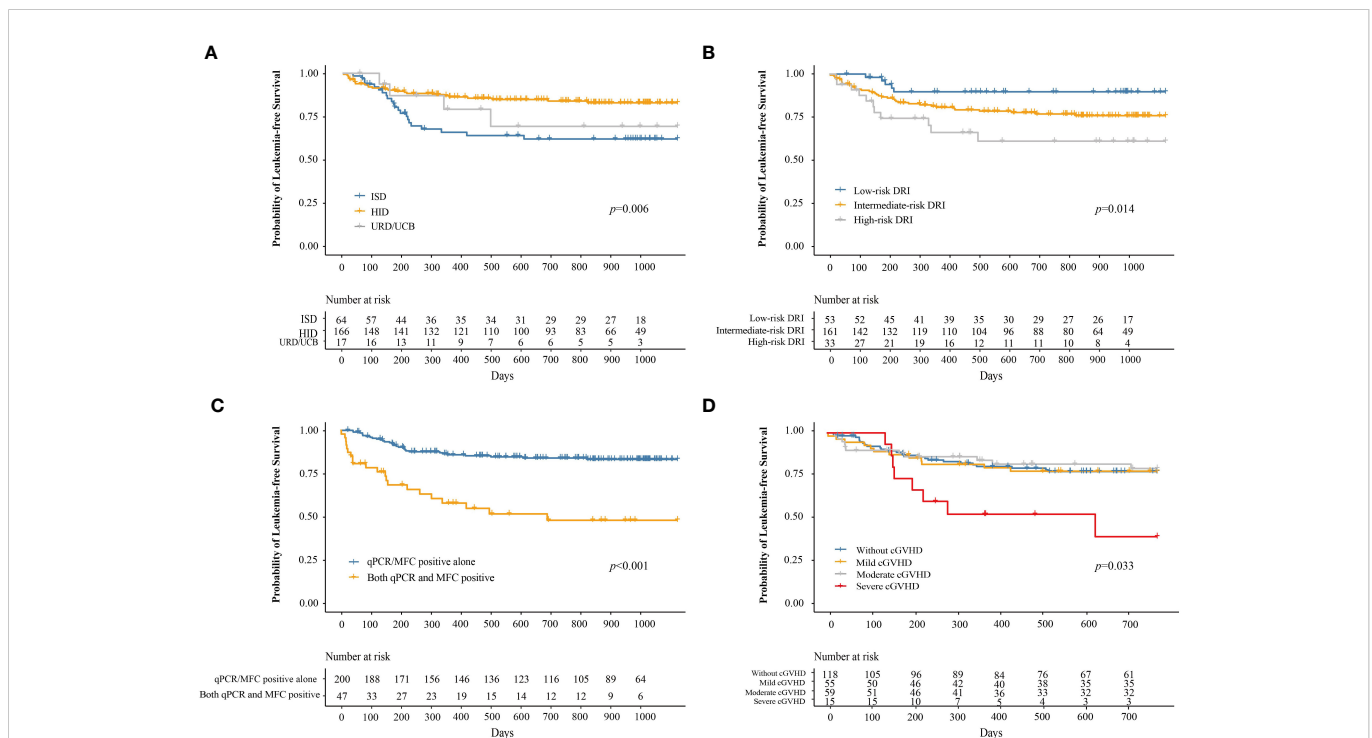 A
Probability of Leukemia-free Survival
1.00
0.75
0.50
0.25
0.00
ISD
HID
URD/UCB
p=0.006
0 100 200 300 400 500 600 700 800 900 1000
Number at risk
ISD 64 57 44 36 35 34 31 29 29 27 18
HID 166 148 141 132 121 110 100 93 83 66 49
URD/UCB 17 16 13 11 9 7 6 6 5 5 3
0 100 200 300 400 500 600 700 800 900 1000
Days
B
Probability of Leukemia-free Survival
1.00
0.75
0.50
0.25
0.00
Low-risk DRI
Intermediate-risk DRI
High-risk DRI
p=0.014
0 100 200 300 400 500 600 700 800 900 1000
Number at risk
Low-risk DRI 53 52 45 41 39 35 30 29 27 26 17
Intermediate-risk DRI 161 142 132 119 110 104 96 88 80 64 49
High-risk DRI 33 27 21 19 16 12 11 11 10 8 4
0 100 200 300 400 500 600 700 800 900 1000
Days
C
Probability of Leukemia-free Survival
1.00
0.75
0.50
0.25
0.00
qPCR/MFC positive alone
Both qPCR and MFC positive
p<0.001
0 100 200 300 400 500 600 700 800 900 1000
Number at risk
qPCR/MFC positive alone 200 188 171 156 146 136 123 116 105 89 64
Both qPCR and MFC positive 47 33 27 23 19 15 14 12 12 9 6
0 100 200 300 400 500 600 700 800 900 1000
Days
D
Probability of Leukemia-free Survival
1.00
0.75
0.50
0.25
0.00
Without cGVHD
Mild cGVHD
Moderate cGVHD
Severe cGVHD
p=0.033
0 100 200 300 400 500 600 700
Number at risk
Without cGVHD 118 105 96 89 84 76 67 61
Mild cGVHD 55 50 46 42 40 38 35 35
Moderate cGVHD 59 51 46 41 36 33 32 32
Severe cGVHD 15 15 10 7 5 4 3 3
0 100 200 300 400 500 600 700
Days